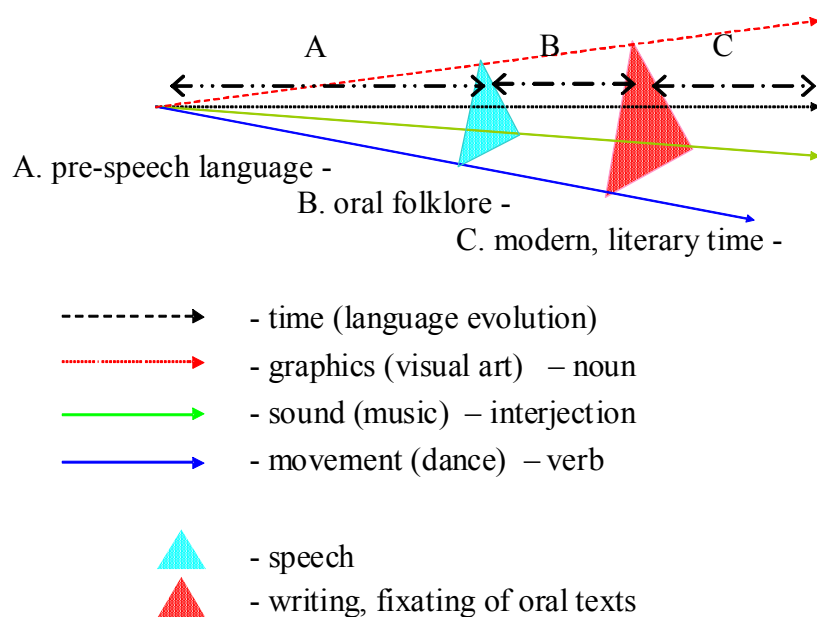 A
B
C
A. pre-speech language -
B. oral folklore -
C. modern, literary time -
- time (language evolution)
- graphics (visual art) – noun
- sound (music) – interjection
- movement (dance) – verb
- speech
- writing, fixating of oral texts